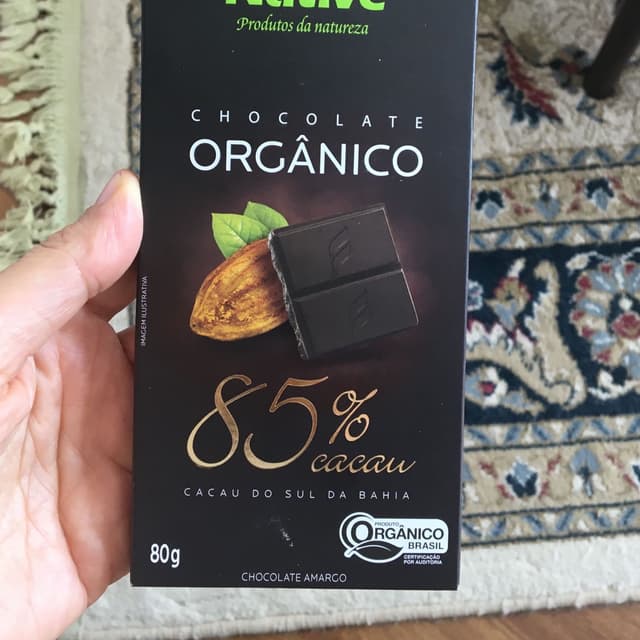 Native
Produtos da natureza
CHOCOLATE
ORGÂNICO
IMAGEM ILUSTRATIVA
85% cacau
CACAU DO SUL DA BAHIA
PRODUTO
ORGÂNICO
BRASIL
CERTIFICAÇÃO
POR AUDITORIA
80g
CHOCOLATE AMARGO